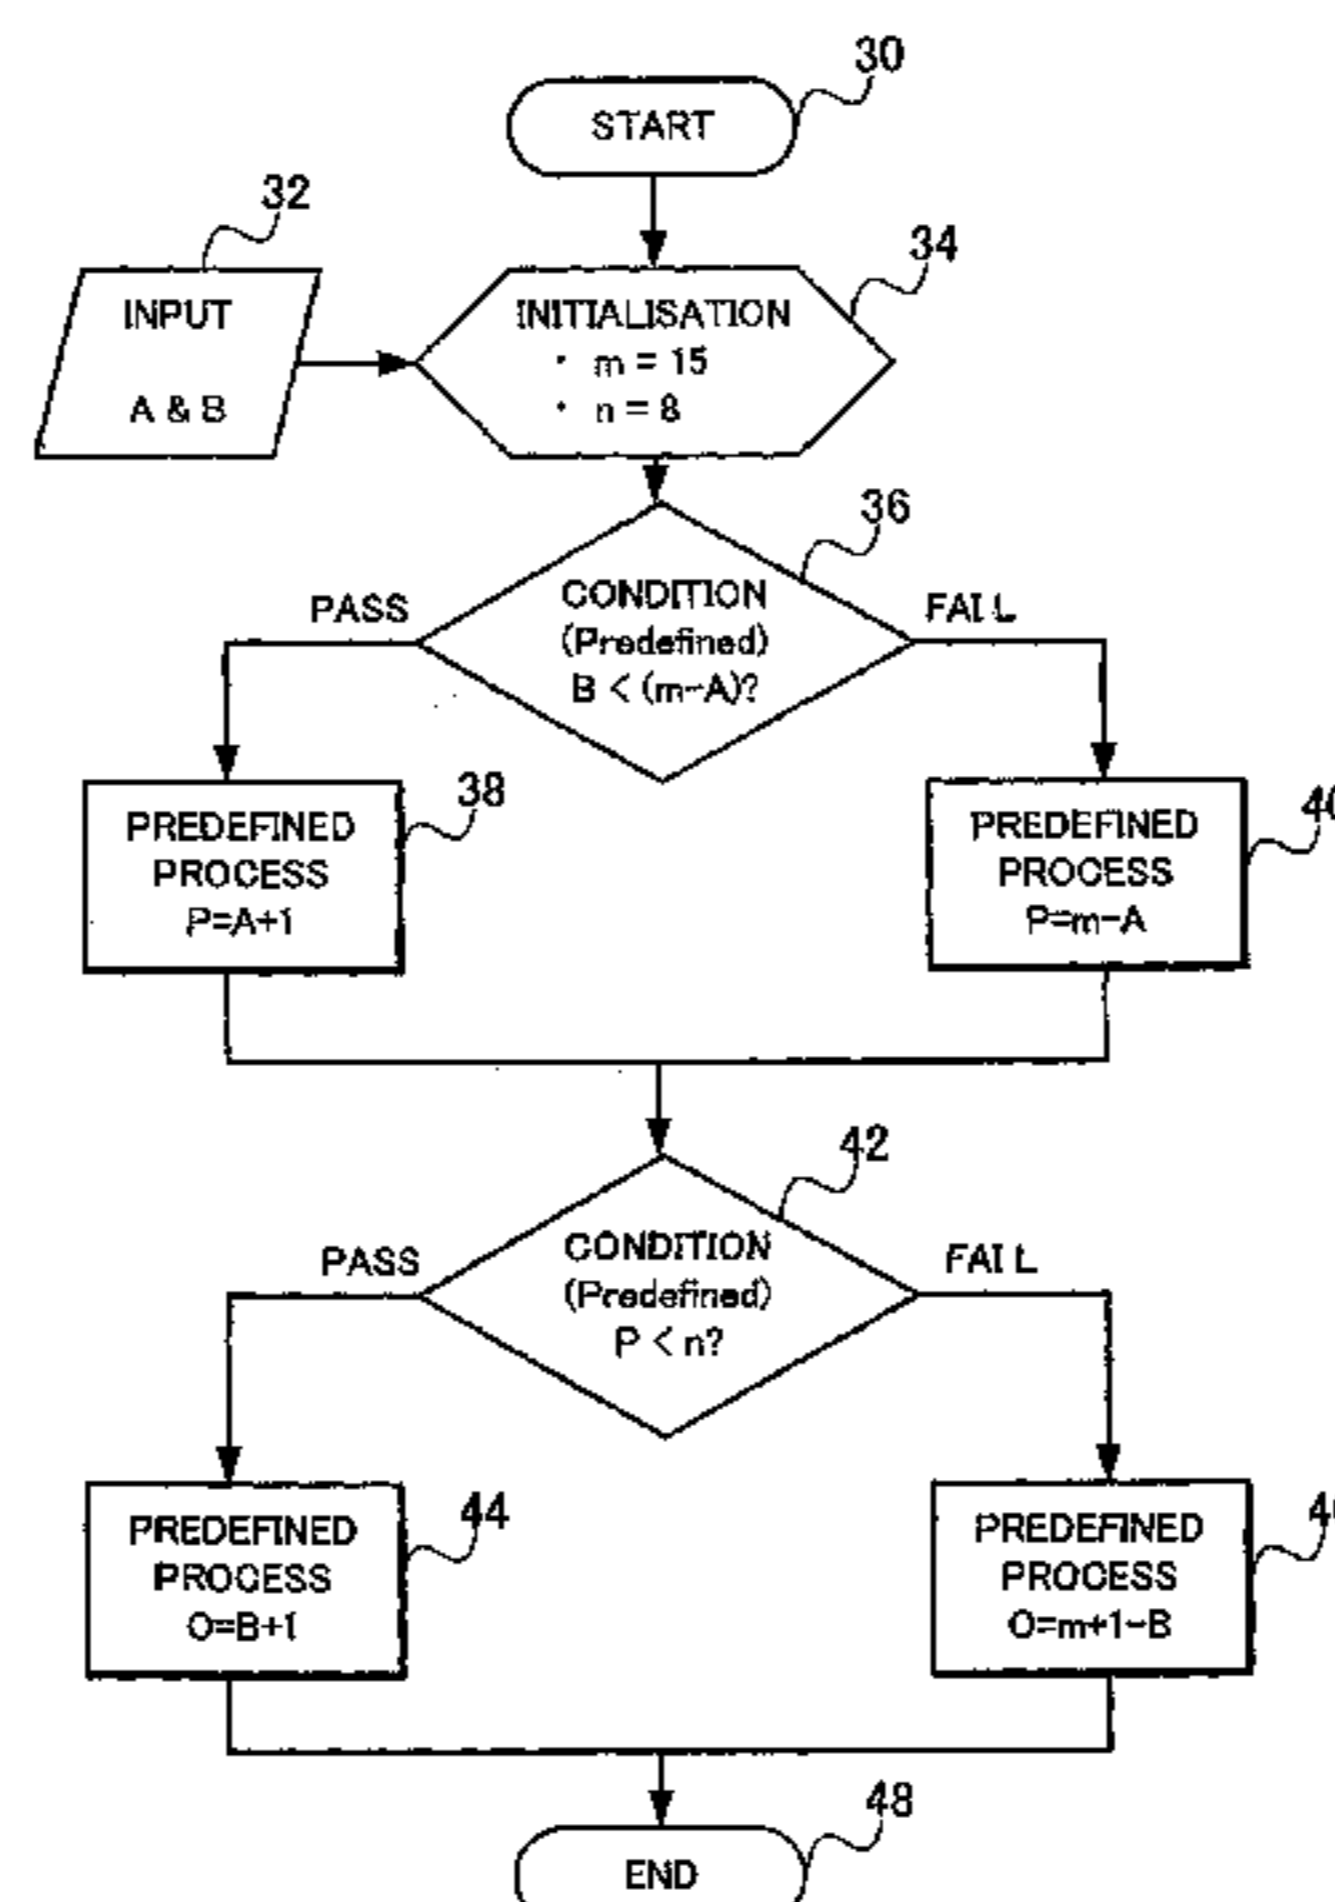 30
START
32
34
INPUT
A & B
INITIALISATION
· m = 15
· n = 8
36
PASS
CONDITION
(Predefined)
B < (m-A)?
FAIL
38
PREDEFINED
PROCESS
P=A+1
40
PREDEFINED
PROCESS
P=m-A
42
PASS
CONDITION
(Predefined)
P < n?
FAIL
44
PREDEFINED
PROCESS
O=B+1
PREDEFINED
PROCESS
O=m+1-B
48
END